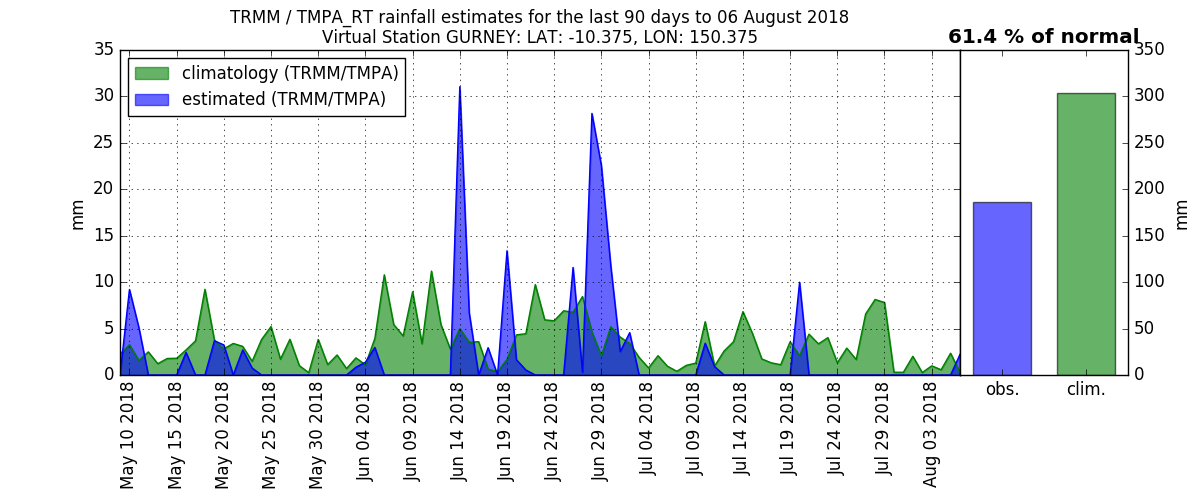 TRMM / TMPA_RT rainfall estimates for the last 90 days to 06 August 2018
Virtual Station GURNEY: LAT: -10.375, LON: 150.375
61.4 % of normal
climatology (TRMM/TMPA)
estimated (TRMM/TMPA)
35
30
25
20
15
10
5
0
mm
May 10 2018
May 15 2018
May 20 2018
May 25 2018
May 30 2018
Jun 04 2018
Jun 09 2018
Jun 14 2018
Jun 19 2018
Jun 24 2018
Jun 29 2018
Jul 04 2018
Jul 09 2018
Jul 14 2018
Jul 19 2018
Jul 24 2018
Jul 29 2018
Aug 03 2018
obs.
clim.
350
300
250
200
150
100
50
0
mm